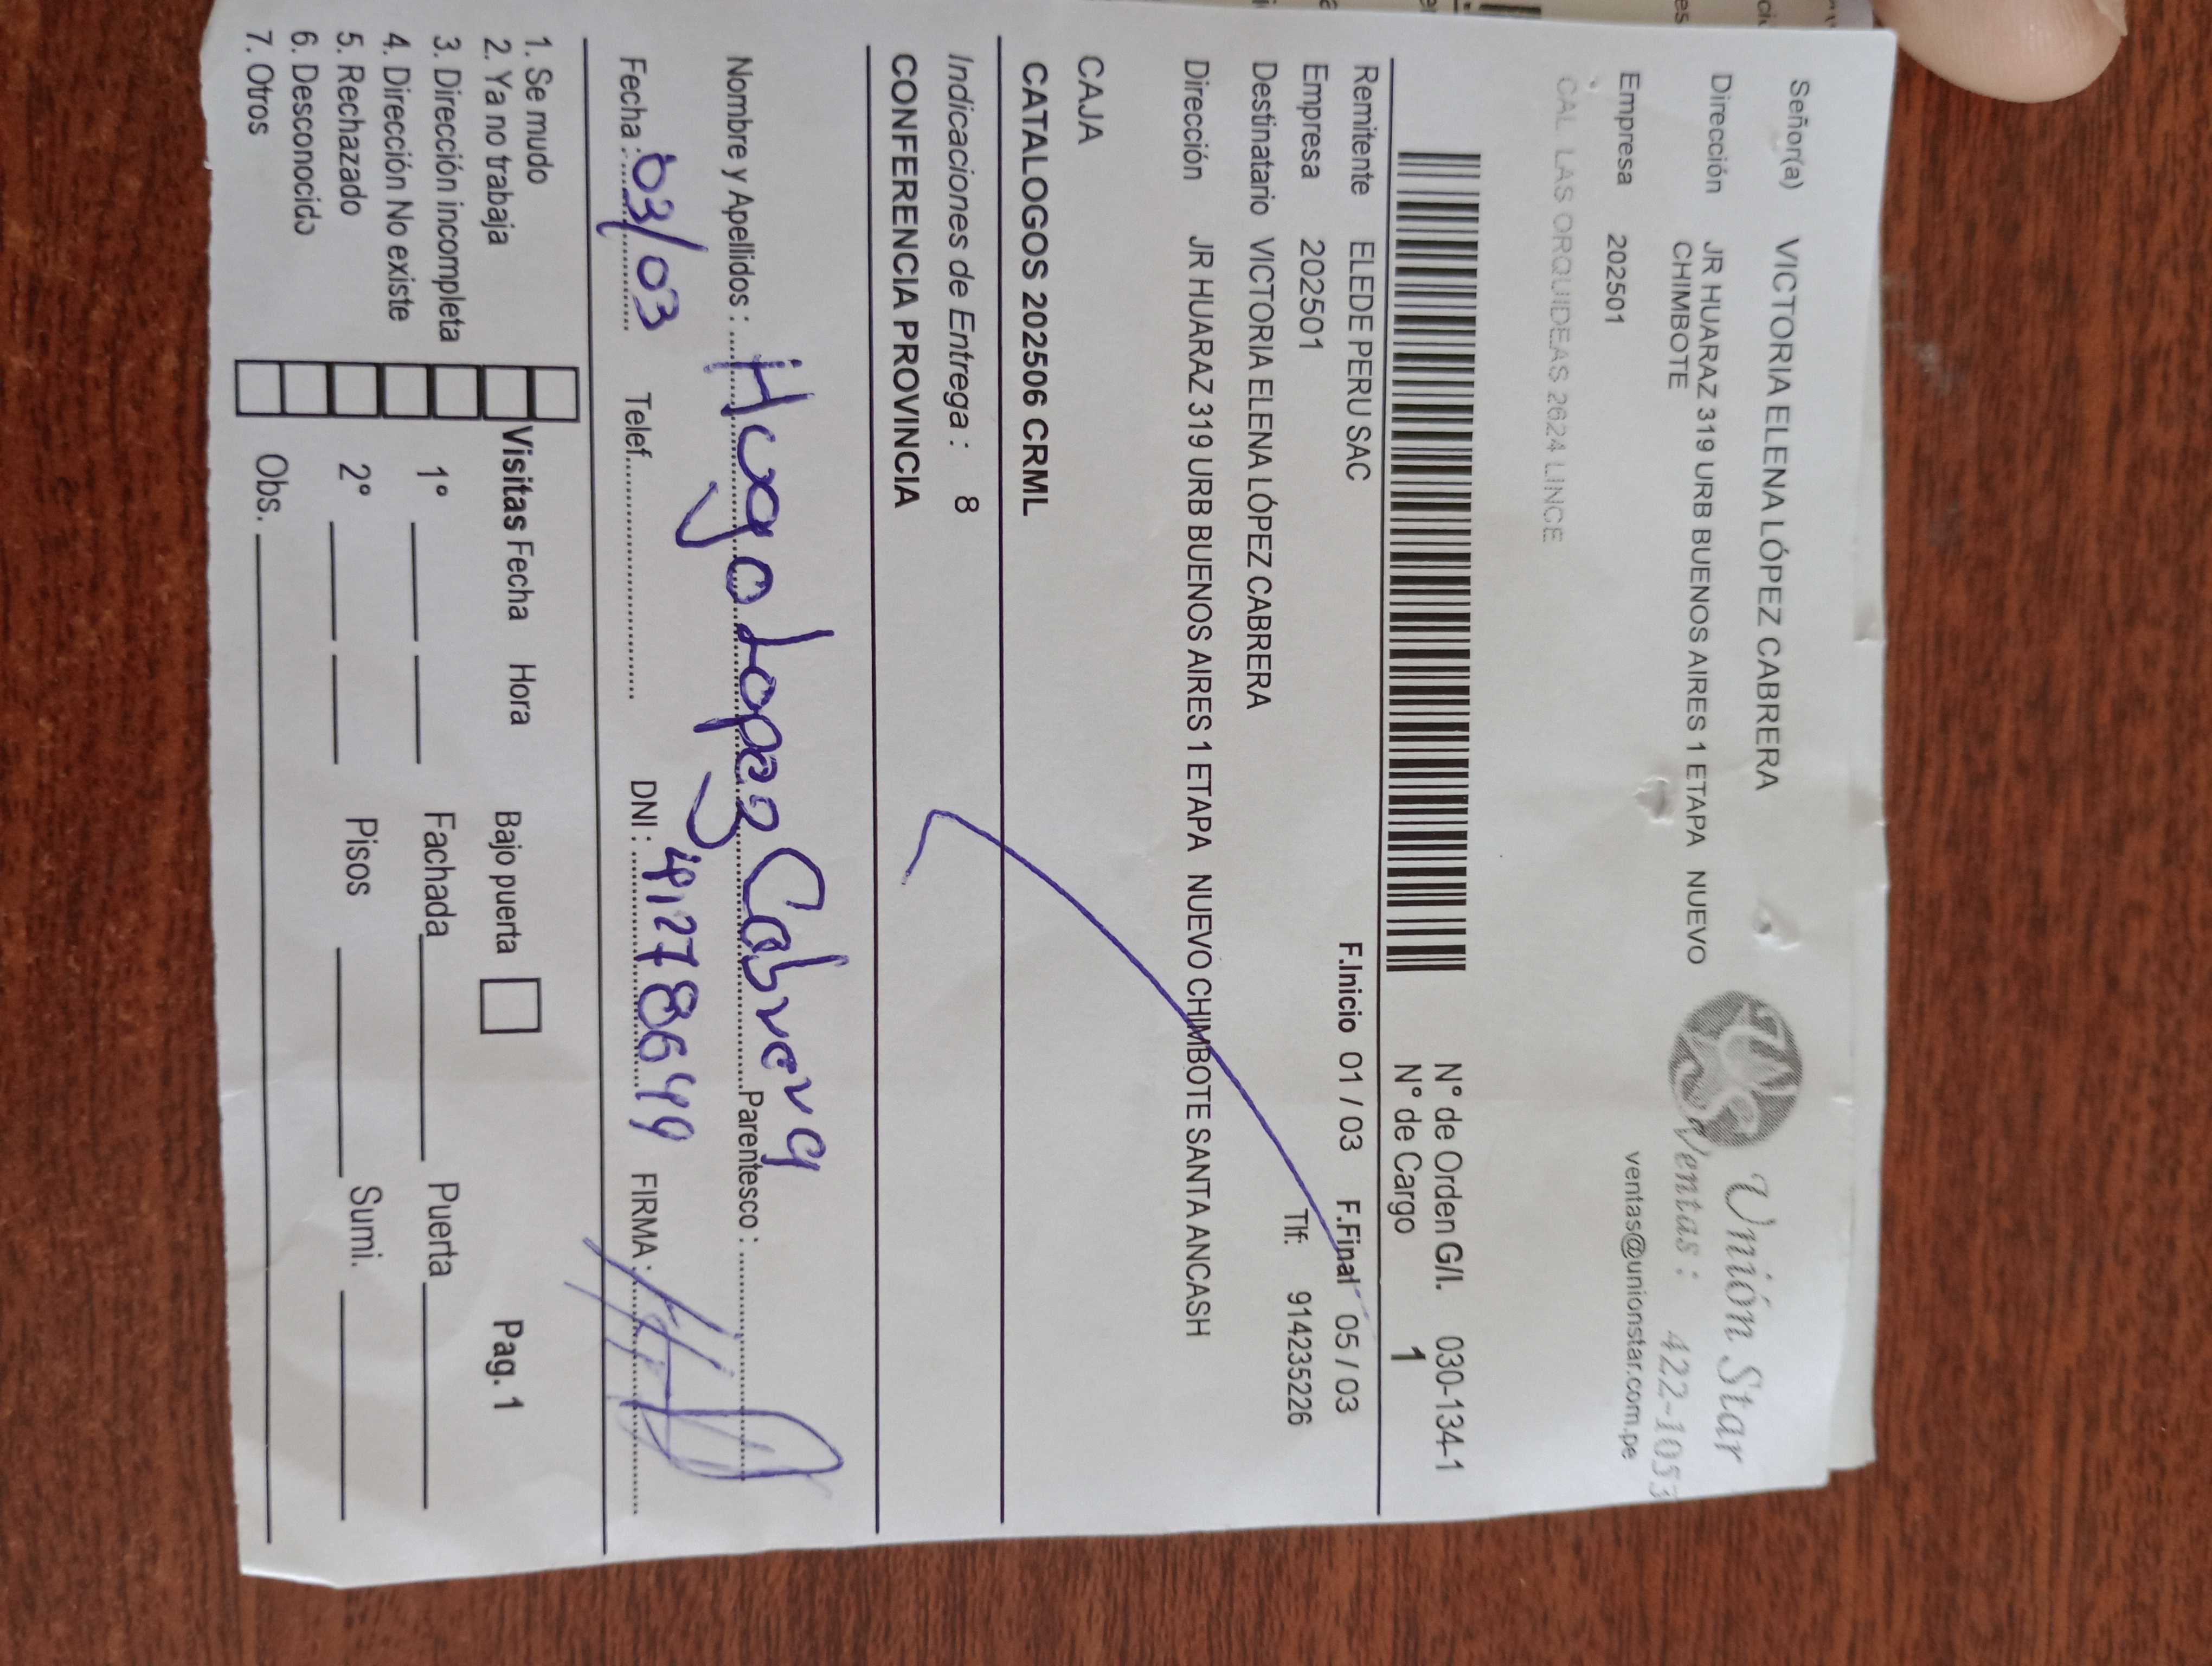 Señor(a) VICTORIA ELENA LÓPEZ CABRERA
Dirección JR HUARAZ 319 URB BUENOS AIRES 1 ETAPA NUEVO
CHIMBOTE
Empresa 202501
CAL LAS ORQUIDEAS 2624 LINCE
Unión Star
Ventas : 422-1053
ventas@unionstar.com.pe
N° de Orden G/I. 030-134-1
N° de Cargo 1
Remitente ELEDE PERU SAC F.Inicio 01 / 03 F.Final 05 / 03
Empresa 202501 Tlf: 914235226
Destinatario VICTORIA ELENA LÓPEZ CABRERA
Dirección JR HUARAZ 319 URB BUENOS AIRES 1 ETAPA NUEVO CHIMBOTE SANTA ANCASH
CAJA
CATALOGOS 202506 CRML
Indicaciones de Entrega : 8
CONFERENCIA PROVINCIA
Nombre y Apellidos : Hugo Lopez Cabrera Parentesco :
Fecha : 03/03 Telef. DNI : FIRMA :
1. Se mudo
2. Ya no trabaja
3. Dirección incompleta
4. Dirección No existe
5. Rechazado
6. Desconocido
7. Otros
Visitas Fecha Hora Bajo puerta Pag. 1
1° Fachada Puerta
2° Pisos Sumi.
Obs.